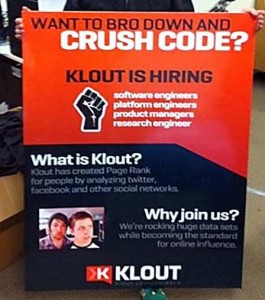 WANT TO BRO DOWN AND
CRUSH CODE?
KLOUT IS HIRING
software engineers
platform engineers
product managers
research engineer
What is Klout?
Klout has created Page Rank
for people by analyzing twitter,
facebook and other social networks.
Why join us?
We're rocking huge data sets
while becoming the standard
for online influence.
K KLOUT